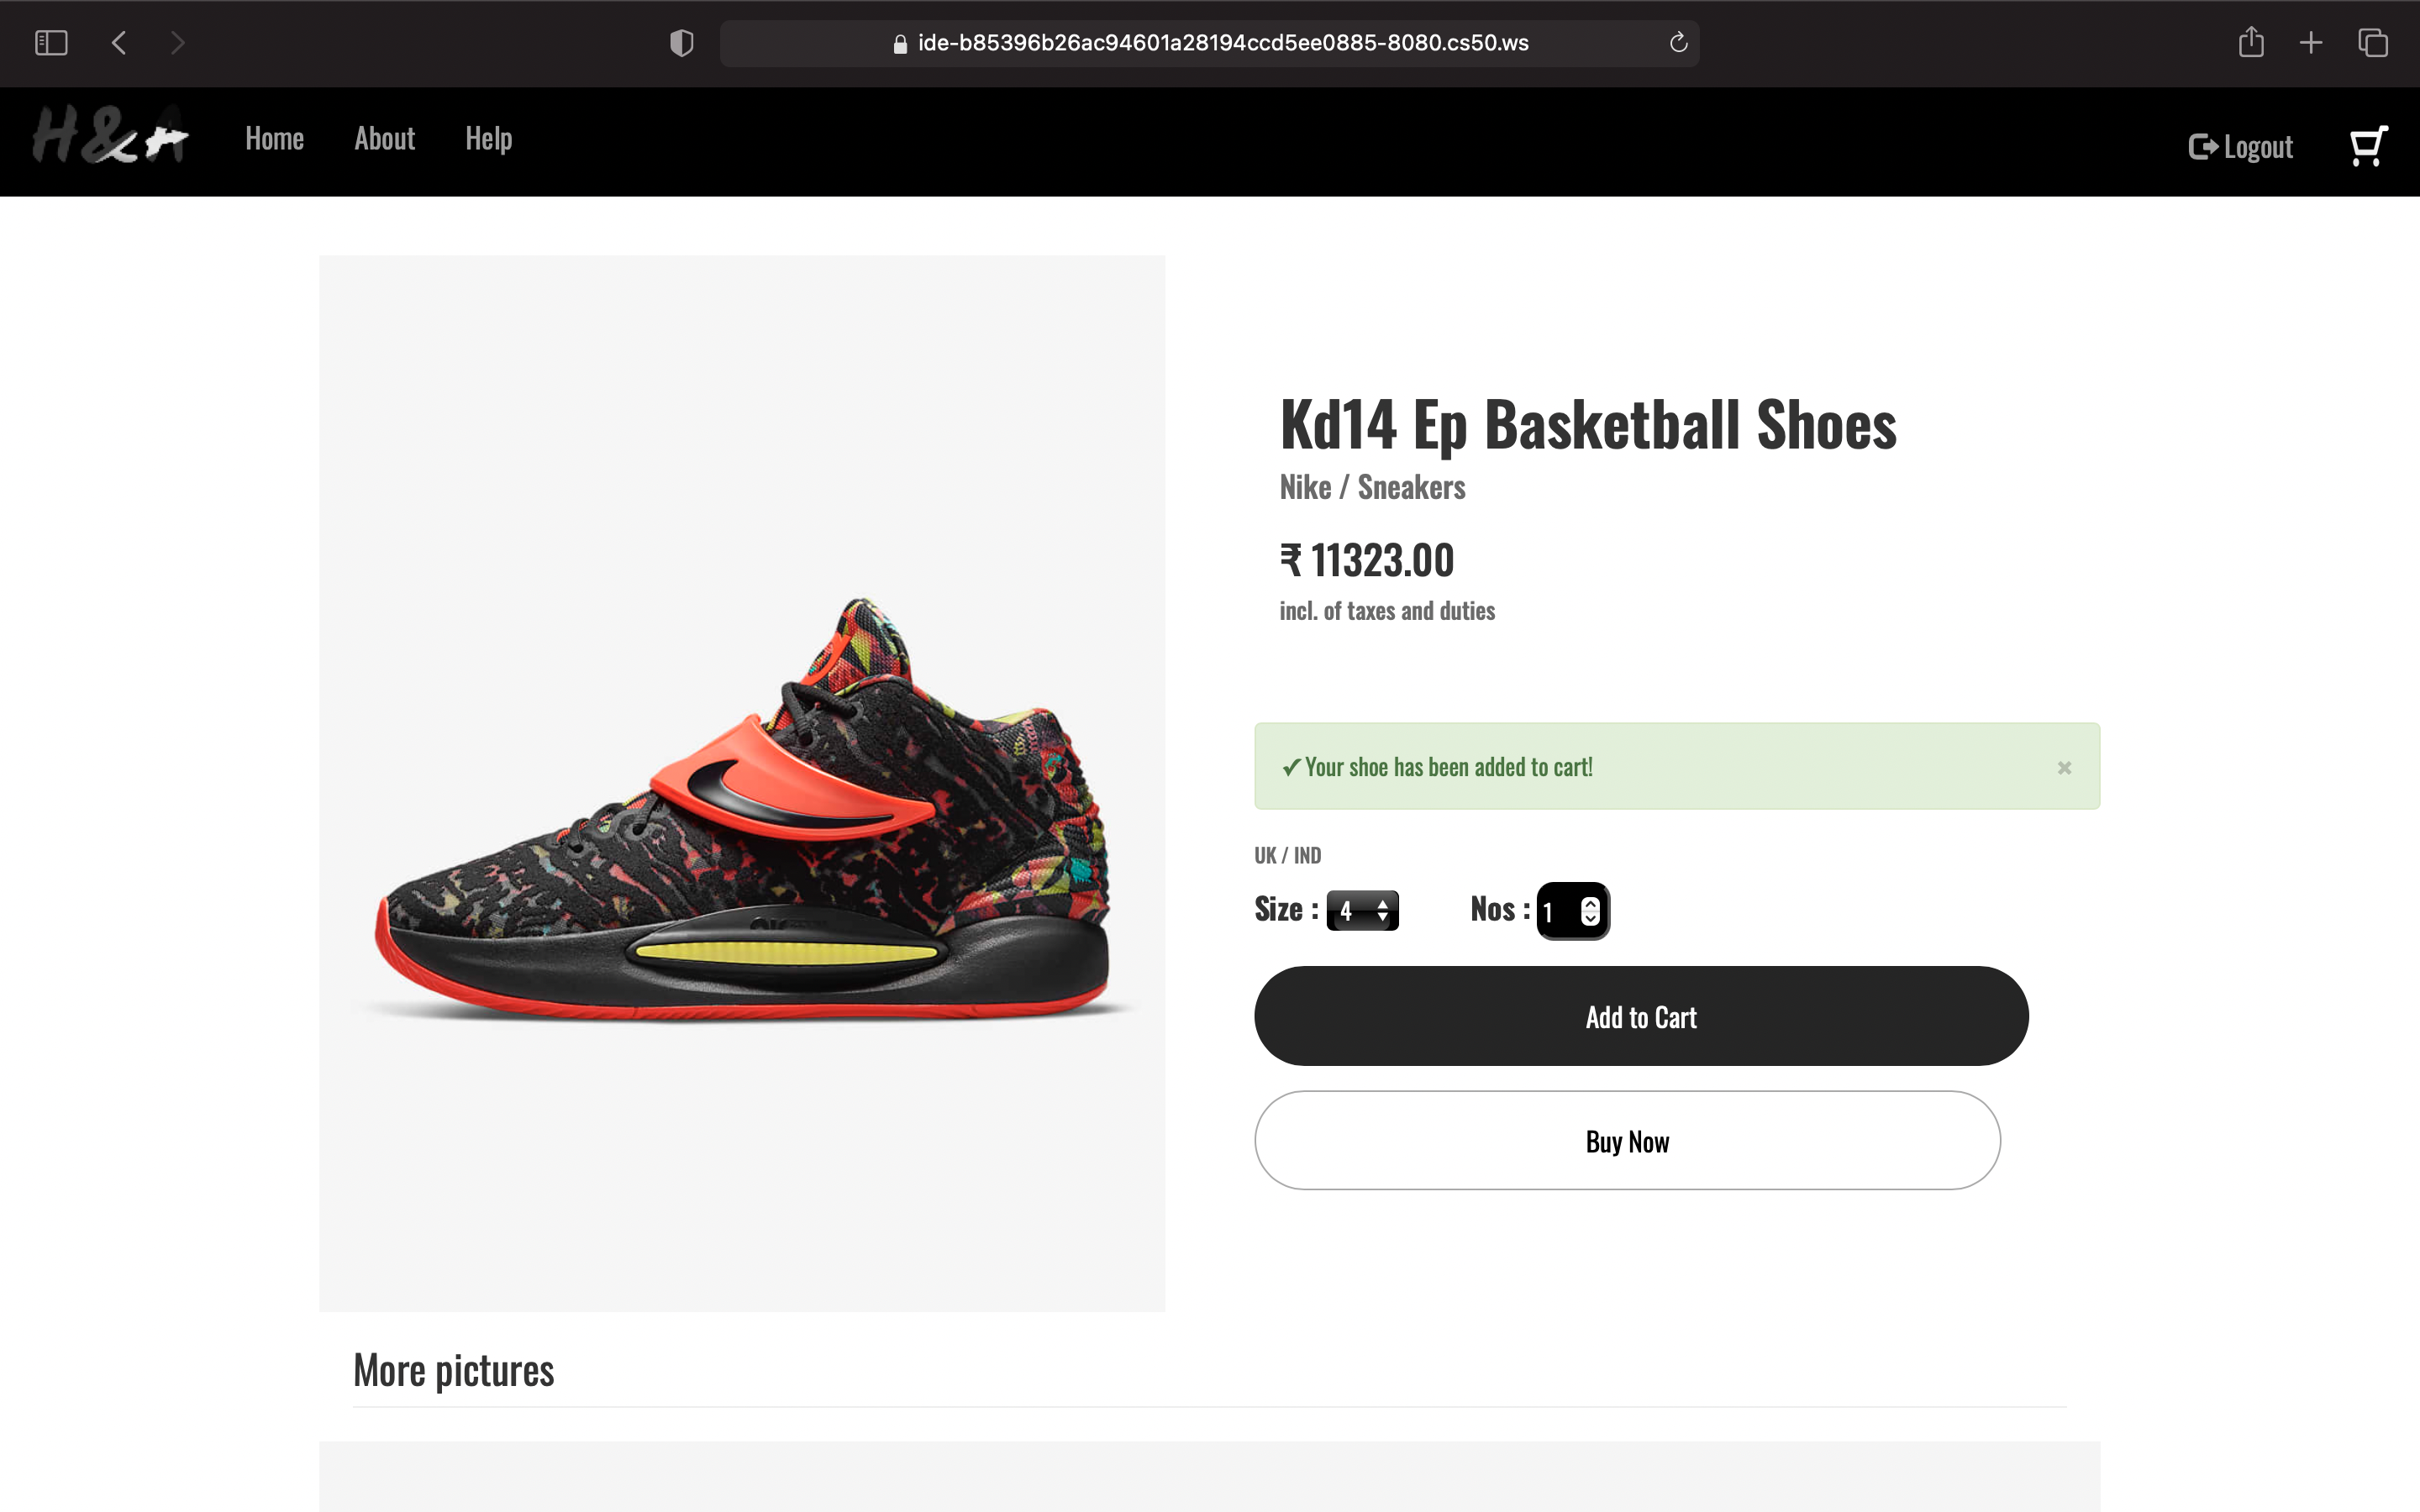 ide-b85396b26ac94601a28194ccd5ee0885-8080.cs50.ws
H&A
Home About Help
Logout
Kd14 Ep Basketball Shoes
Nike / Sneakers
₹ 11323.00
incl. of taxes and duties
✓ Your shoe has been added to cart! ×
UK / IND
Size : 4 Nos : 1
Add to Cart
Buy Now
More pictures